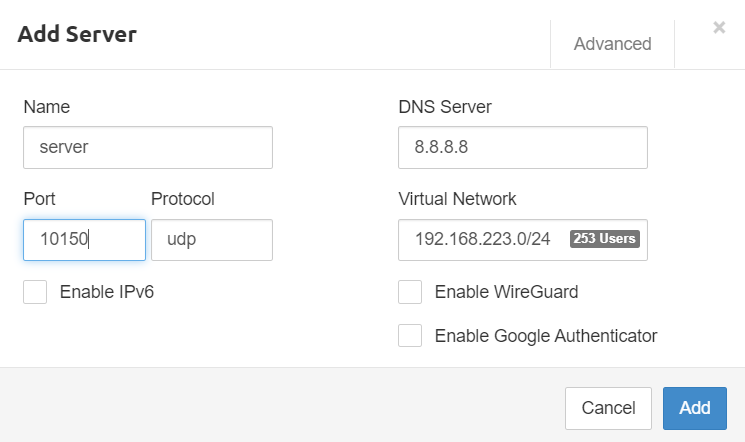 Add Server
Advanced
×
Name
DNS Server
server
8.8.8.8
Port Protocol
Virtual Network
10150 udp
192.168.223.0/24 253 Users
Enable IPv6
Enable WireGuard
Enable Google Authenticator
Cancel Add